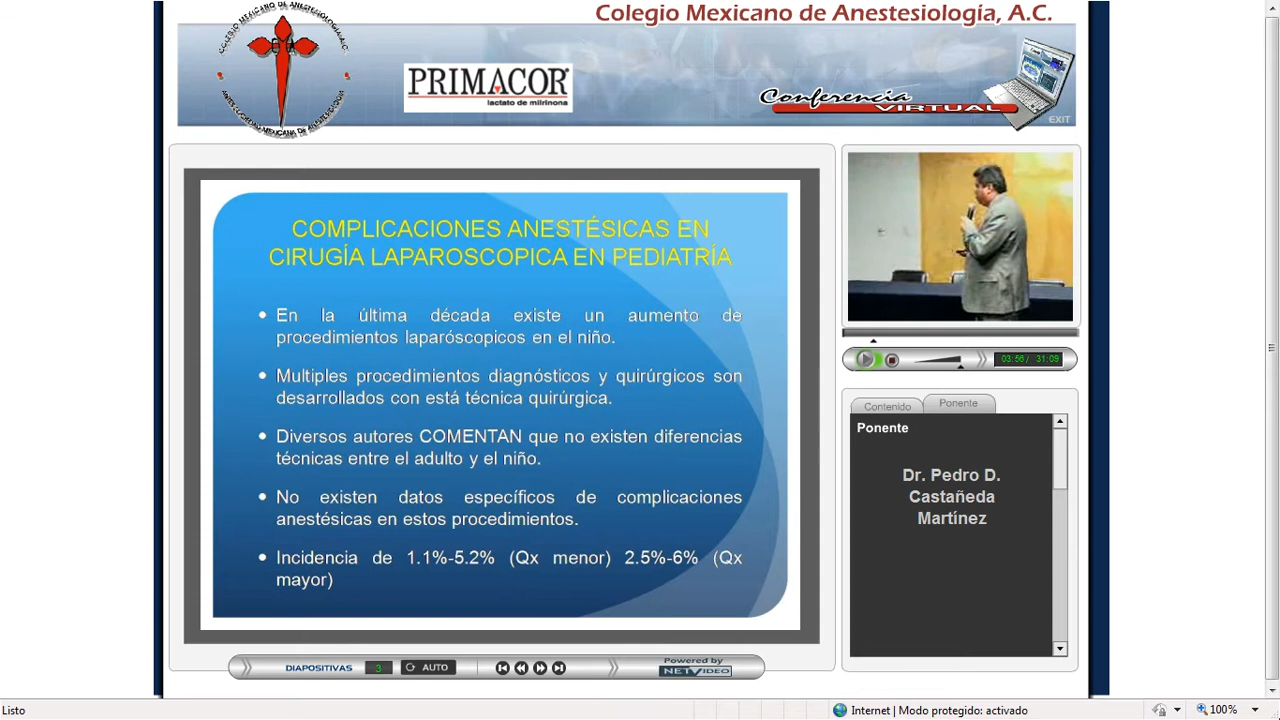 Colegio Mexicano de Anestesiología, A.C.
PRIMACOR
lactato de milrinona
Conferencia
VIRTUAL
EXIT
COMPLICACIONES ANESTÉSICAS EN
CIRUGÍA LAPAROSCOPICA EN PEDIATRÍA
• En la última década existe un aumento de
procedimientos laparóscopicos en el niño.
• Multiples procedimientos diagnósticos y quirúrgicos son
desarrollados con está técnica quirúrgica.
• Diversos autores COMENTAN que no existen diferencias
técnicas entre el adulto y el niño.
• No existen datos específicos de complicaciones
anestésicas en estos procedimientos.
• Incidencia de 1.1%-5.2% (Qx menor) 2.5%-6% (Qx
mayor)
03:56 / 31:09
Contenido
Ponente
Ponente
Dr. Pedro D.
Castañeda
Martínez
DIAPOSITIVAS 3 AUTO
Powered by
NETVIDEO
Listo
Internet | Modo protegido: activado
100%